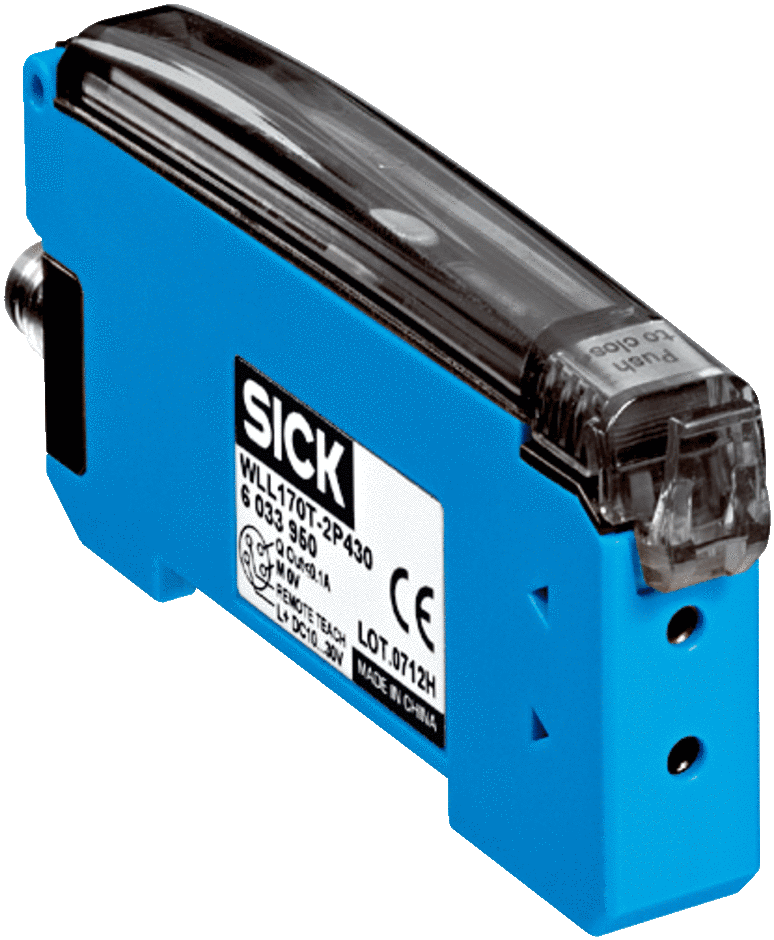 Push
to clos
SICK
WLL170T-2P430
6 033 950
Q Out<0.1A
M 0V
REMOTE TEACH
L+ DC10...30V
CE
LOT.0712H
MADE IN CHINA